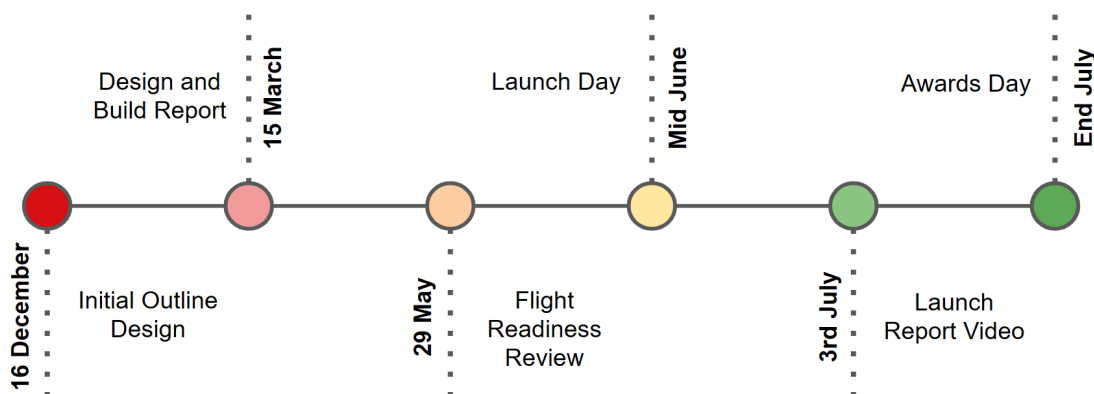 16 December
Initial Outline
Design
Design and
Build Report
15 March
29 May
Flight
Readiness
Review
Launch Day
Mid June
3rd July
Launch
Report Video
Awards Day
End July